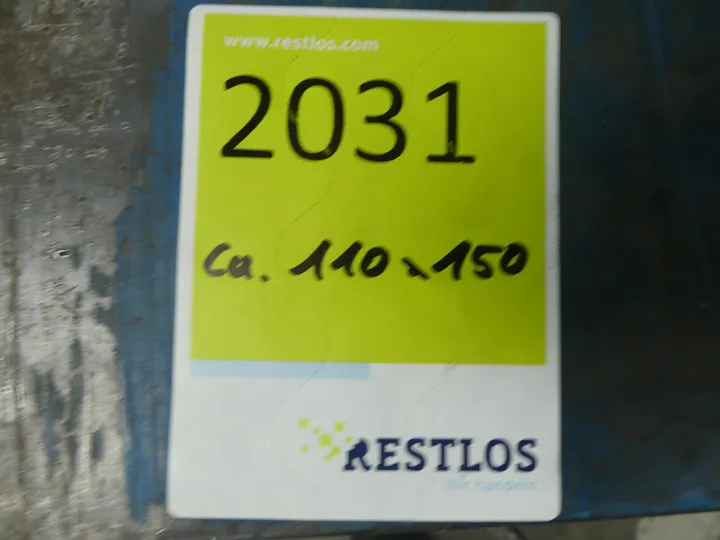 www.restlos.com
2031
Ca. 110 x 150
RESTLOS
wir handeln